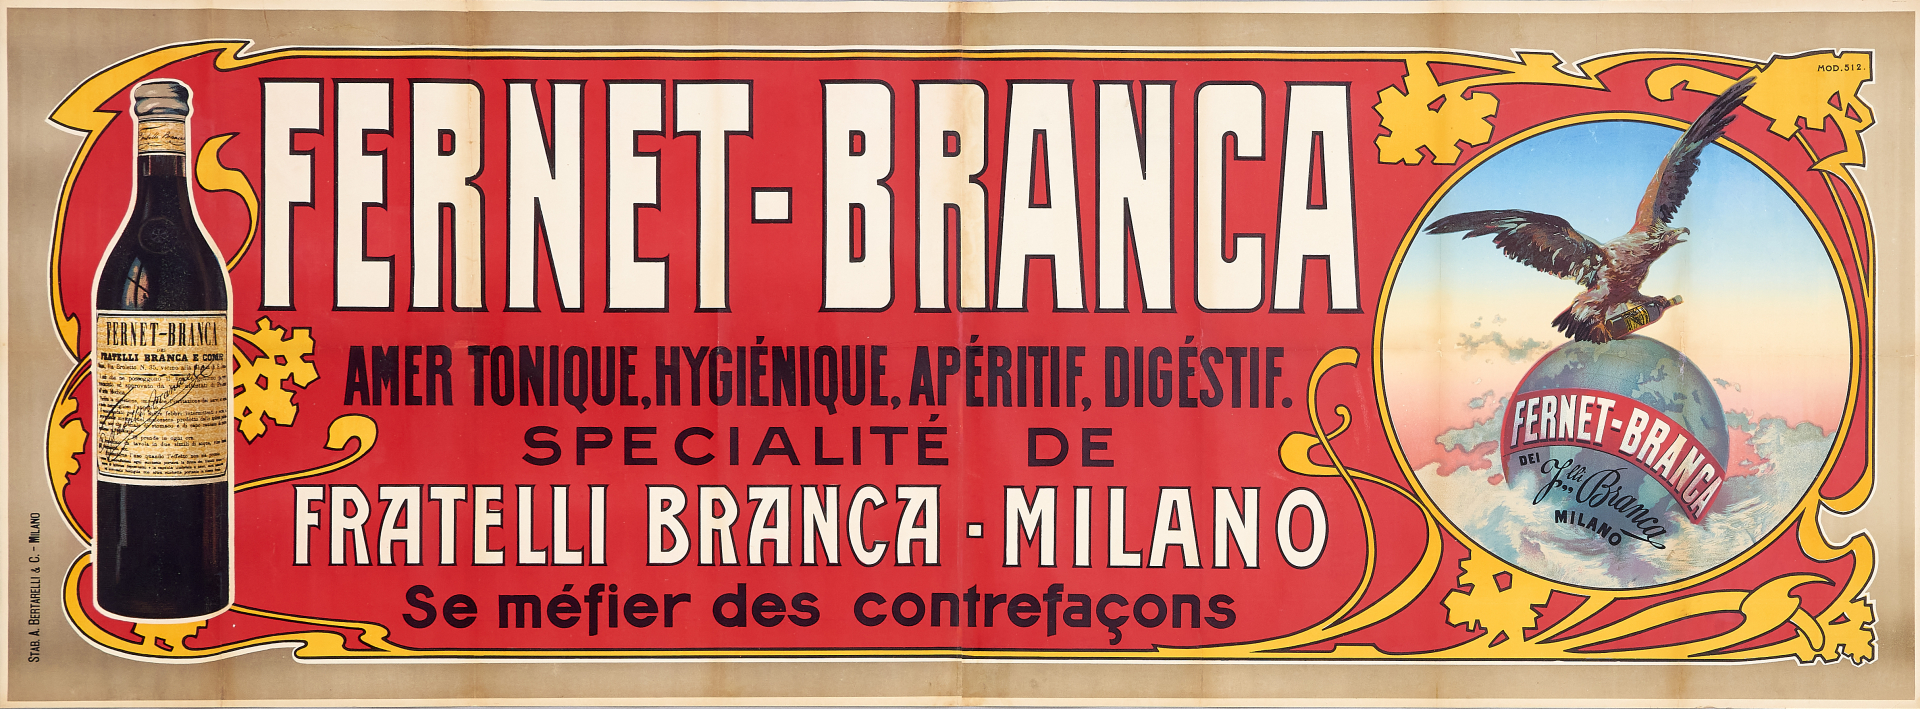 FERNET-BRANCA
AMER TONIQUE, HYGIÉNIQUE, APÉRITIF, DIGÉSTIF.
SPECIALITÉ DE
FRATELLI BRANCA - MILANO
Se méfier des contrefaçons
FERNET-BRANCA
DEI
FRATELLI BRANCA E COMP.
MOD. 512.
FERNET-BRANCA
DEI F.lli Branca
MILANO
STAB. A. BERTARELLI & C. - MILANO